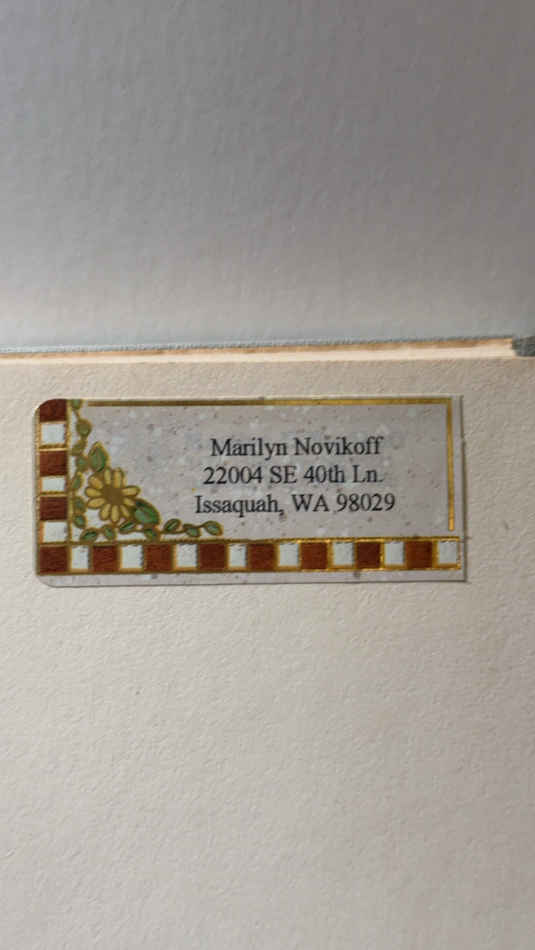 Marilyn Novikoff
22004 SE 40th Ln.
Issaquah, WA 98029